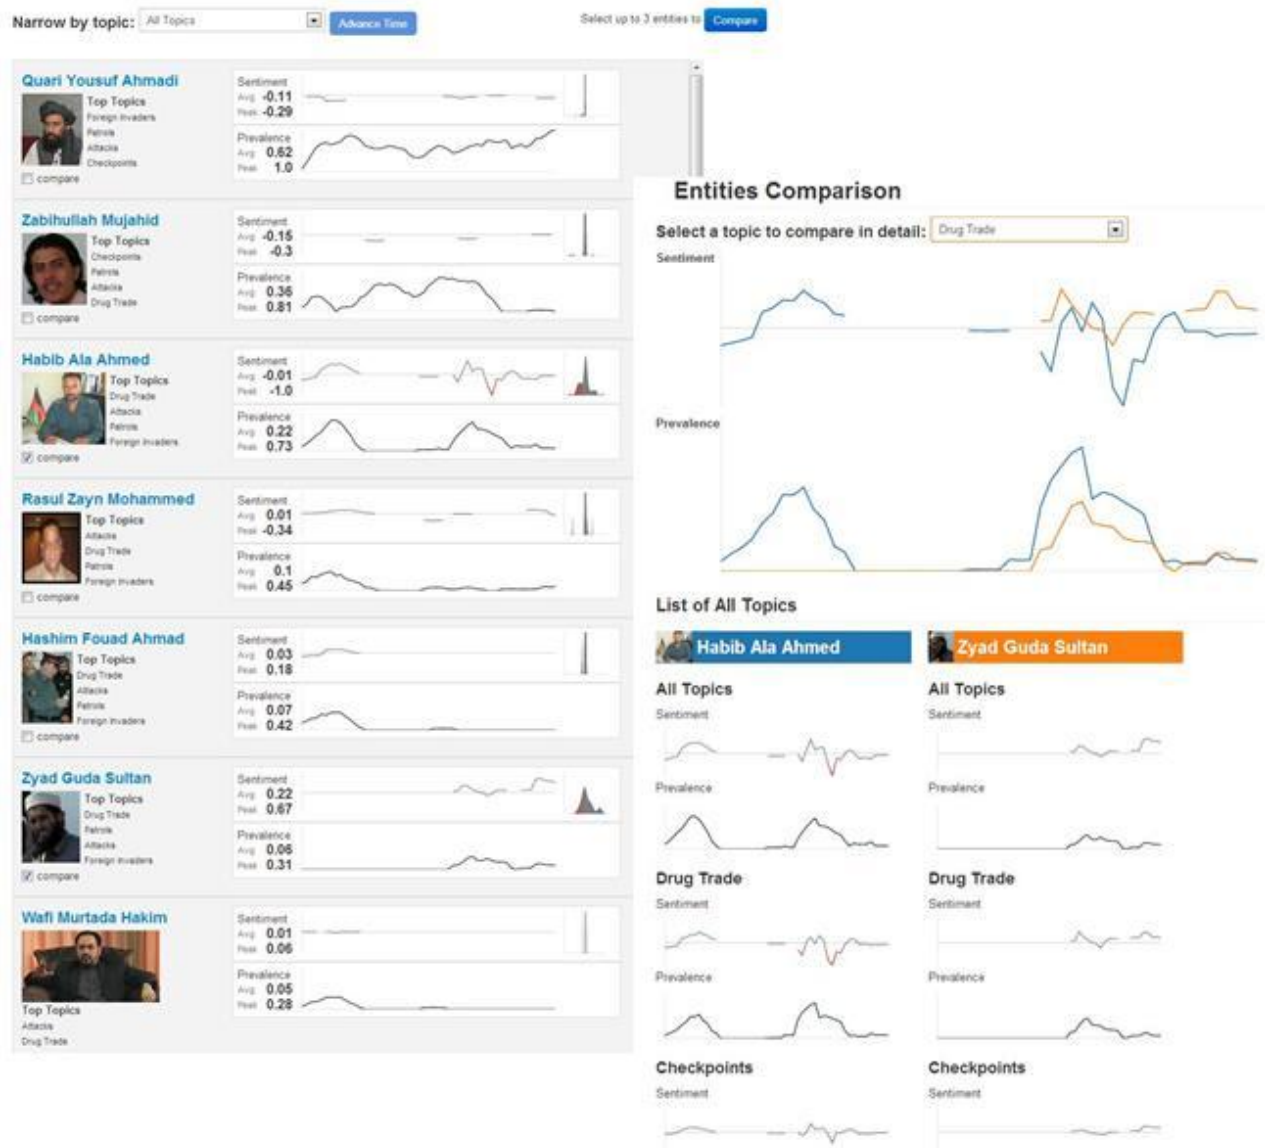 Narrow by topic: All Topics Advance Time
Select up to 3 entities to Compare
Quari Yousuf Ahmadi
Top Topics
Foreign Invaders
Patrols
Attacks
Checkpoints
compare
Sentiment
Avg -0.11
Peak -0.29
Prevalence
Avg 0.62
Peak 1.0
Zabihullah Mujahid
Top Topics
Checkpoints
Patrols
Attacks
Drug Trade
compare
Sentiment
Avg -0.15
Peak -0.3
Prevalence
Avg 0.36
Peak 0.81
Habib Ala Ahmed
Top Topics
Drug Trade
Attacks
Patrols
Foreign Invaders
compare
Sentiment
Avg -0.01
Peak -1.0
Prevalence
Avg 0.22
Peak 0.73
Rasul Zayn Mohammed
Top Topics
Attacks
Drug Trade
Patrols
Foreign Invaders
compare
Sentiment
Avg 0.01
Peak -0.34
Prevalence
Avg 0.1
Peak 0.45
Hashim Fouad Ahmad
Top Topics
Drug Trade
Attacks
Patrols
Foreign Invaders
compare
Sentiment
Avg 0.03
Peak 0.18
Prevalence
Avg 0.07
Peak 0.42
Zyad Guda Sultan
Top Topics
Drug Trade
Patrols
Attacks
Foreign Invaders
compare
Sentiment
Avg 0.22
Peak 0.67
Prevalence
Avg 0.06
Peak 0.31
Wafi Murtada Hakim
Top Topics
Attacks
Drug Trade
Sentiment
Avg 0.01
Peak 0.06
Prevalence
Avg 0.05
Peak 0.28
Entities Comparison
Select a topic to compare in detail: Drug Trade
Sentiment
Prevalence
List of All Topics
Habib Ala Ahmed
All Topics
Sentiment
Prevalence
Drug Trade
Sentiment
Prevalence
Checkpoints
Sentiment
Zyad Guda Sultan
All Topics
Sentiment
Prevalence
Drug Trade
Sentiment
Prevalence
Checkpoints
Sentiment